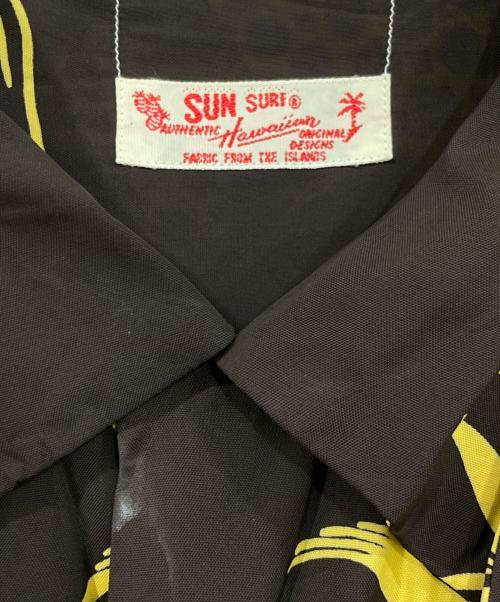 SUN SURF®
AUTHENTIC Hawaiian ORIGINAL
DESIGNS
FABRIC FROM THE ISLANDS